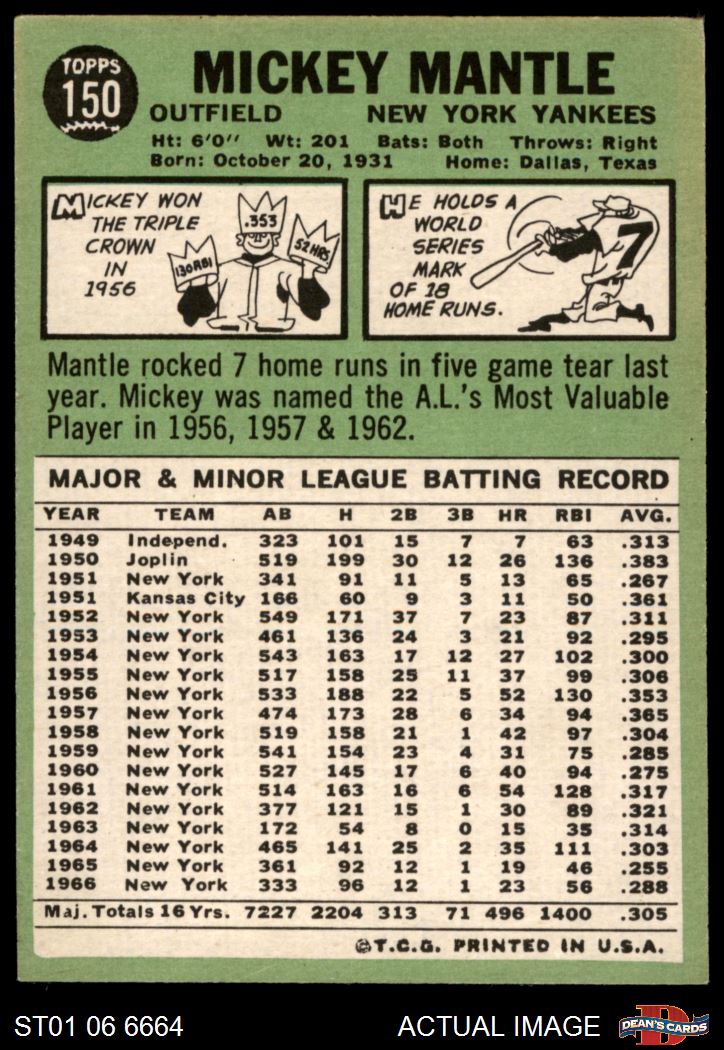 TOPPS
150
MICKEY MANTLE
OUTFIELD NEW YORK YANKEES
Ht: 6'0" Wt: 201 Bats: Both Throws: Right
Born: October 20, 1931 Home: Dallas, Texas
MICKEY WON
THE TRIPLE
CROWN
IN
1956
130 RBI
.353
52 HRS.
HE HOLDS A
WORLD
SERIES
MARK
OF 18
HOME RUNS.
7
Mantle rocked 7 home runs in five game tear last
year. Mickey was named the A.L.'s Most Valuable
Player in 1956, 1957 & 1962.
MAJOR & MINOR LEAGUE BATTING RECORD
YEAR TEAM AB H 2B 3B HR RBI AVG.
1949 Independ. 323 101 15 7 7 63 .313
1950 Joplin 519 199 30 12 26 136 .383
1951 New York 341 91 11 5 13 65 .267
1951 Kansas City 166 60 9 3 11 50 .361
1952 New York 549 171 37 7 23 87 .311
1953 New York 461 136 24 3 21 92 .295
1954 New York 543 163 17 12 27 102 .300
1955 New York 517 158 25 11 37 99 .306
1956 New York 533 188 22 5 52 130 .353
1957 New York 474 173 28 6 34 94 .365
1958 New York 519 158 21 1 42 97 .304
1959 New York 541 154 23 4 31 75 .285
1960 New York 527 145 17 6 40 94 .275
1961 New York 514 163 16 6 54 128 .317
1962 New York 377 121 15 1 30 89 .321
1963 New York 172 54 8 0 15 35 .314
1964 New York 465 141 25 2 35 111 .303
1965 New York 361 92 12 1 19 46 .255
1966 New York 333 96 12 1 23 56 .288
Maj. Totals 16 Yrs. 7227 2204 313 71 496 1400 .305
©T.C.G. PRINTED IN U.S.A.
ST01 06 6664 ACTUAL IMAGE D DEAN'S CARDS